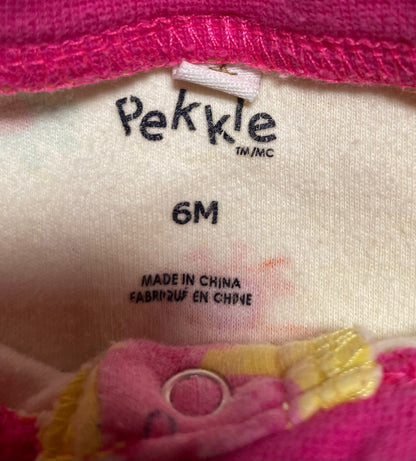 Pekkle
TM/MC
6M
MADE IN CHINA
FABRIQUÉ EN CHINE